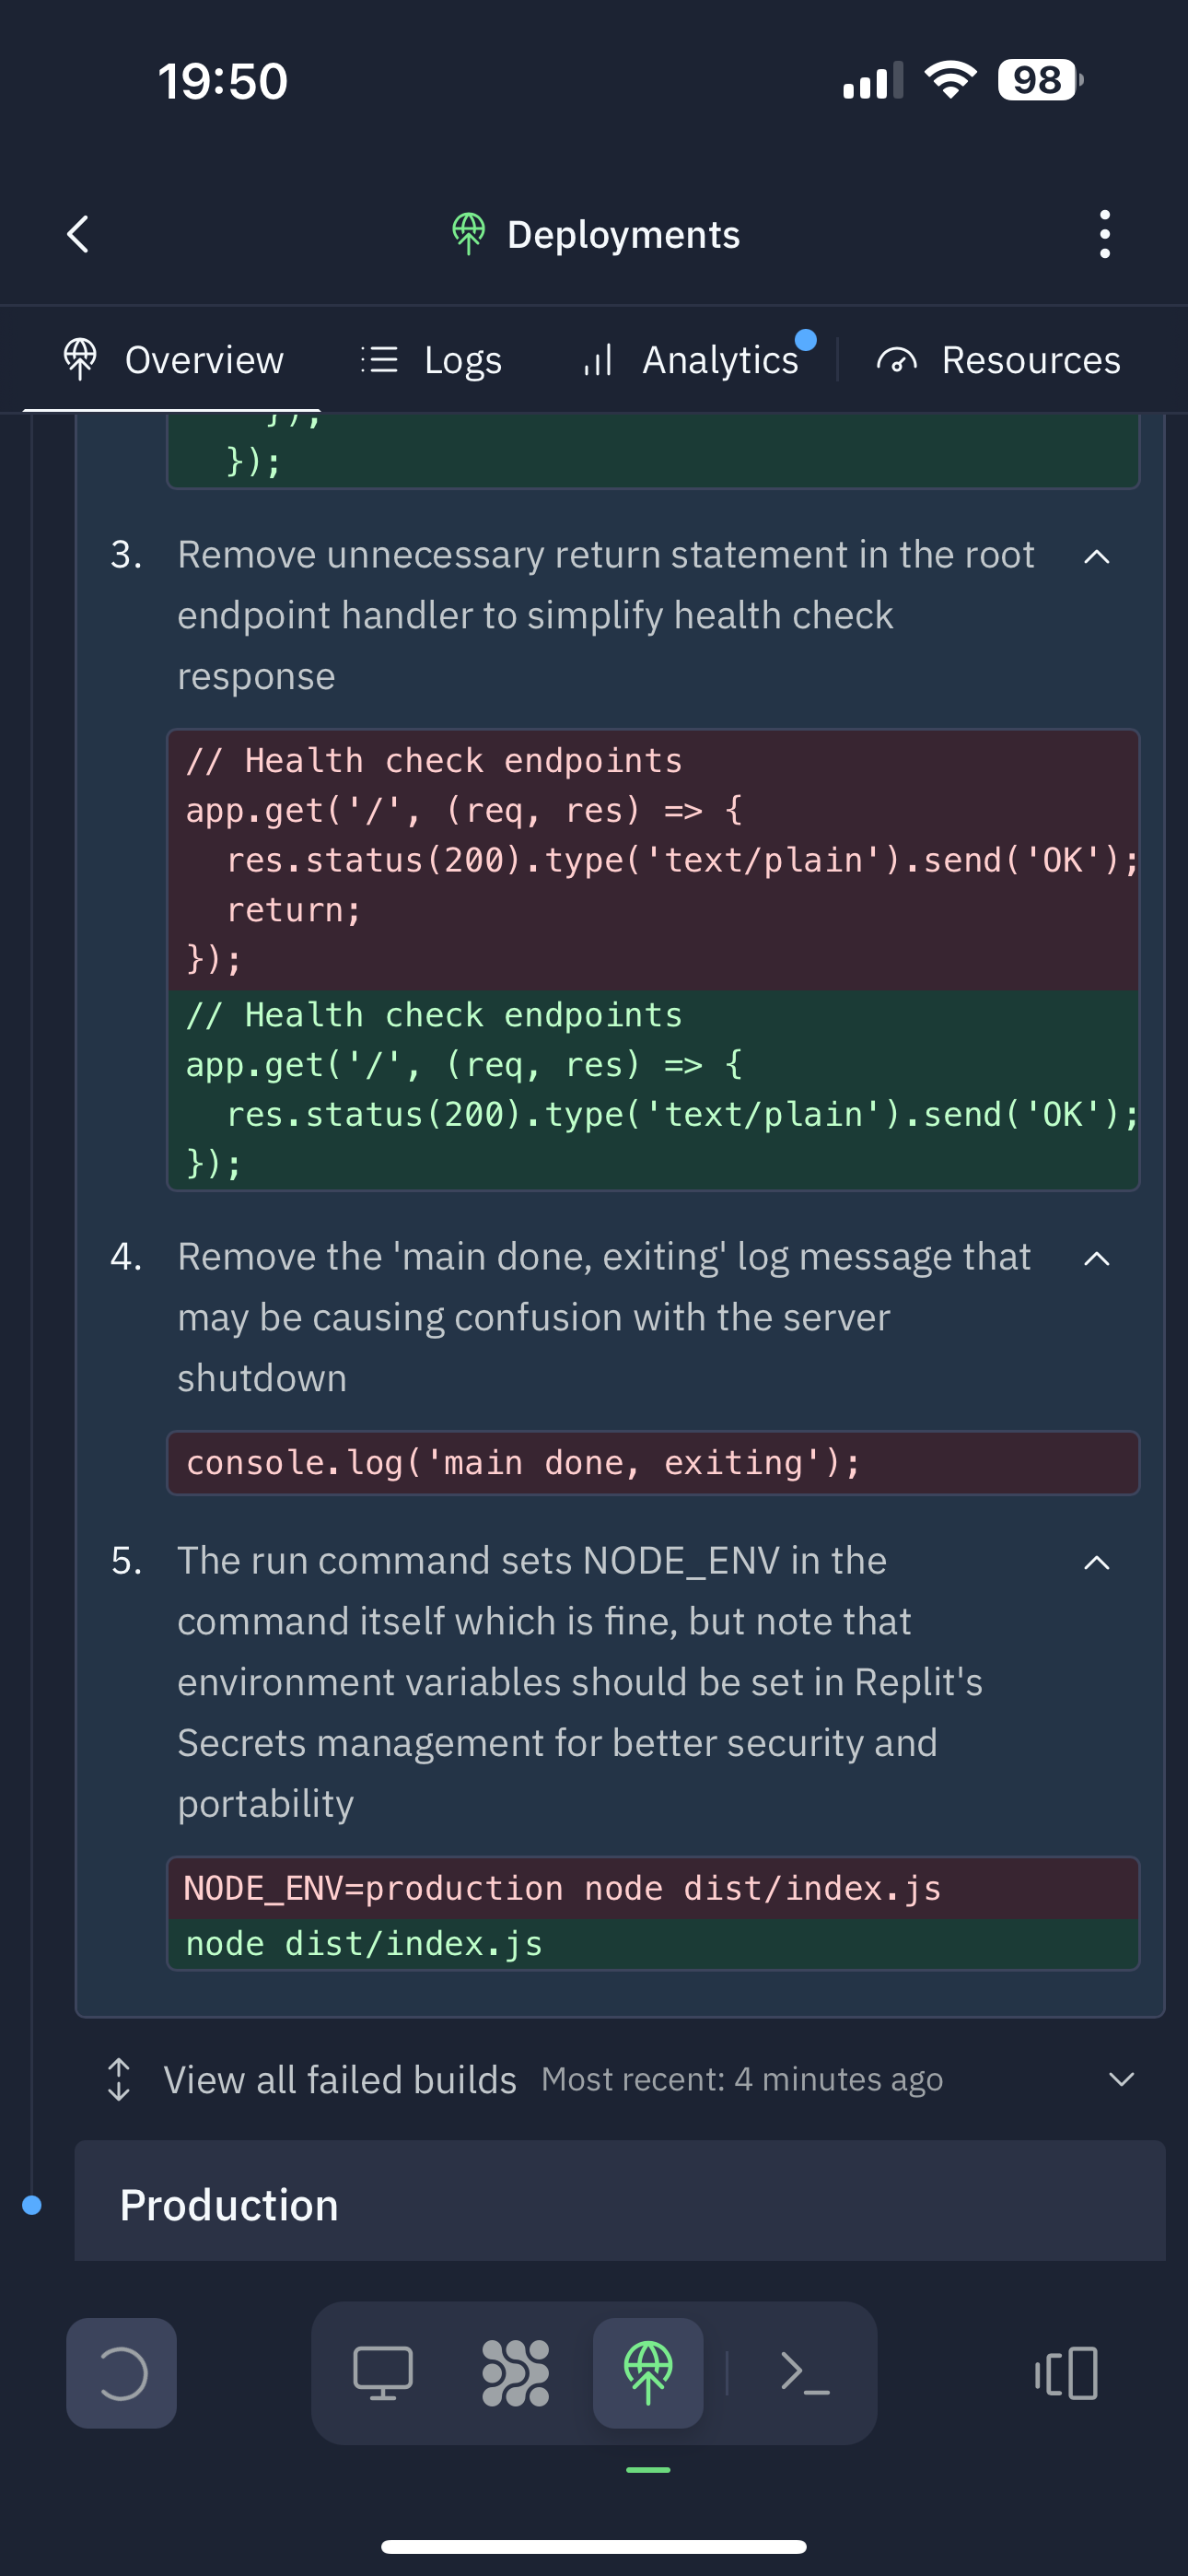 19:50
98
Deployments
Overview
Logs
Analytics
Resources
});
});
3. Remove unnecessary return statement in the root
endpoint handler to simplify health check
response
// Health check endpoints
app.get('/', (req, res) => {
  res.status(200).type('text/plain').send('OK');
  return;
});
// Health check endpoints
app.get('/', (req, res) => {
  res.status(200).type('text/plain').send('OK');
});
4. Remove the 'main done, exiting' log message that
may be causing confusion with the server
shutdown
console.log('main done, exiting');
5. The run command sets NODE_ENV in the
command itself which is fine, but note that
environment variables should be set in Replit's
Secrets management for better security and
portability
NODE_ENV=production node dist/index.js
node dist/index.js
View all failed builds Most recent: 4 minutes ago
Production